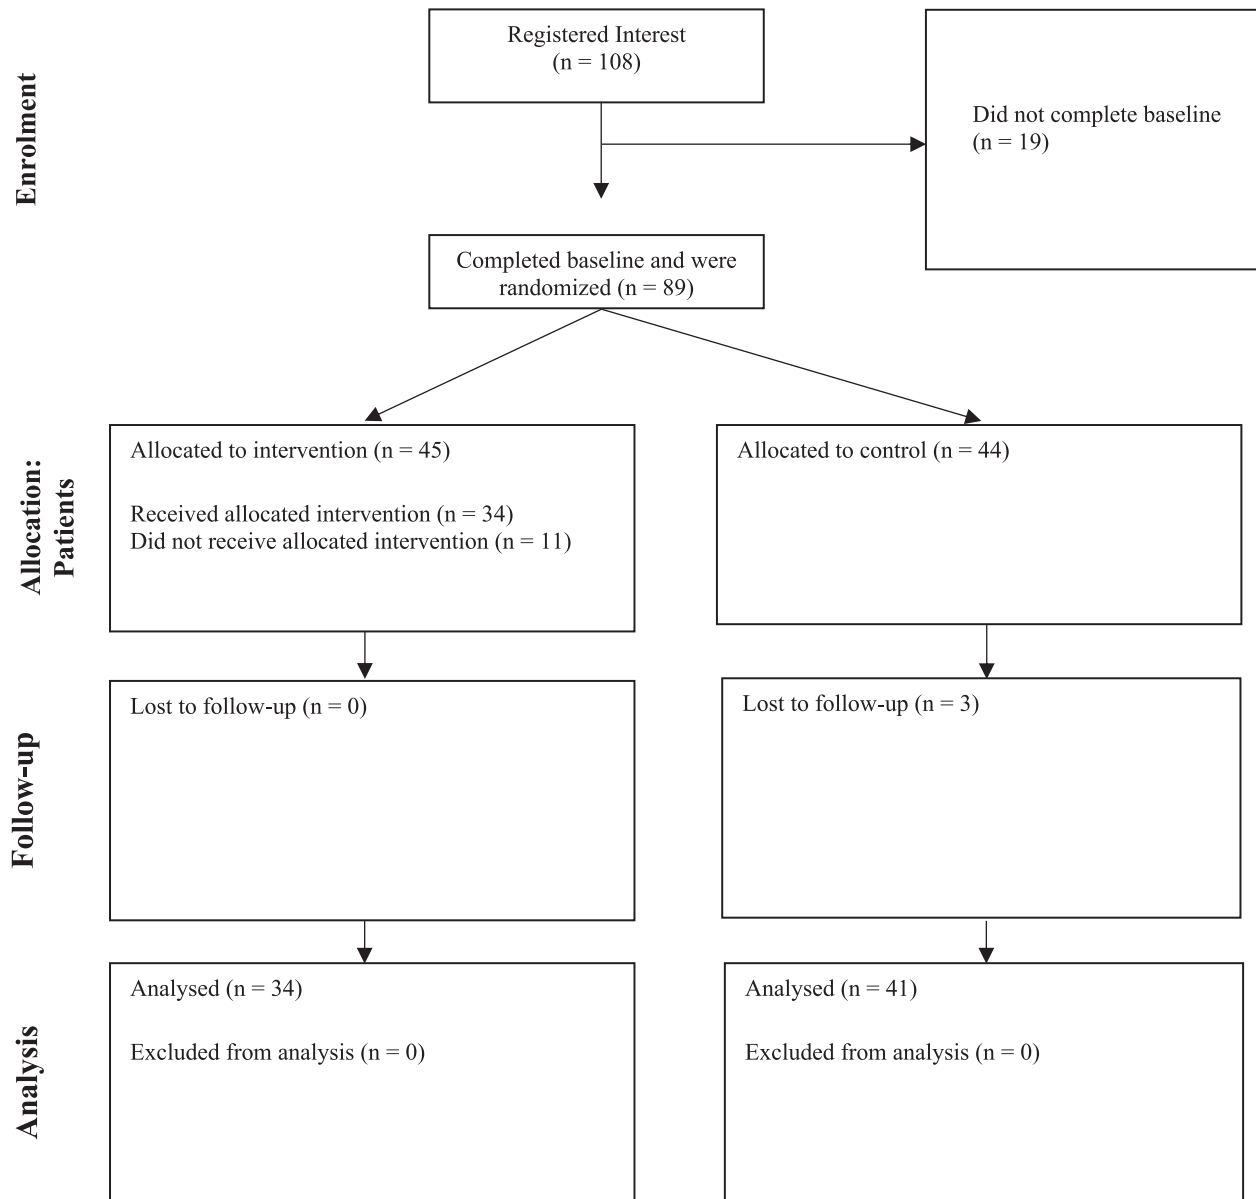 Enrolment
Registered Interest
(n = 108)
Did not complete baseline
(n = 19)
Completed baseline and were
randomized (n = 89)
Allocation:
Patients
Allocated to intervention (n = 45)
Received allocated intervention (n = 34)
Did not receive allocated intervention (n = 11)
Allocated to control (n = 44)
Follow-up
Lost to follow-up (n = 0)
Lost to follow-up (n = 3)
Analysis
Analysed (n = 34)
Excluded from analysis (n = 0)
Analysed (n = 41)
Excluded from analysis (n = 0)